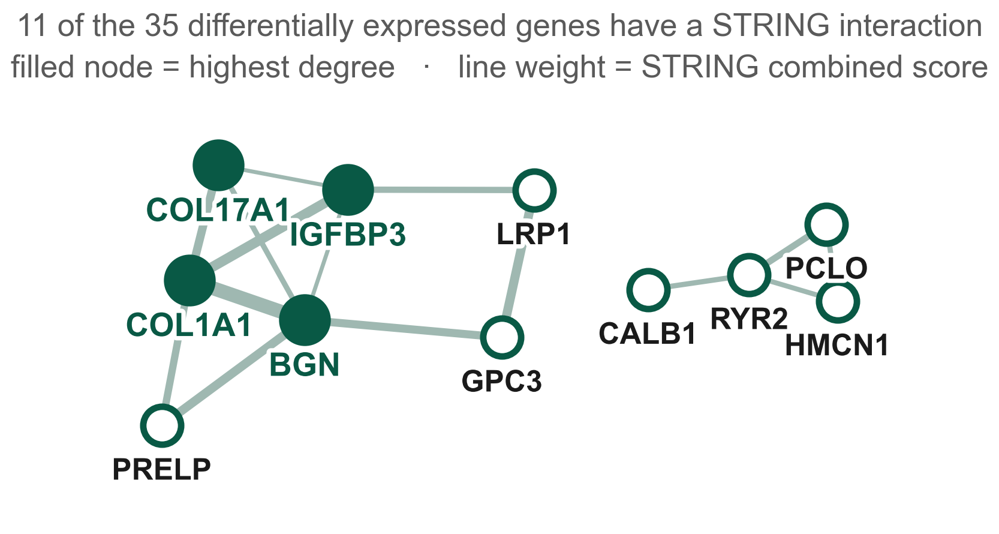 11 of the 35 differentially expressed genes have a STRING interaction
filled node = highest degree · line weight = STRING combined score
COL17A1
IGFBP3
LRP1
PCLO
COL1A1
RYR2
CALB1
HMCN1
BGN
GPC3
PRELP